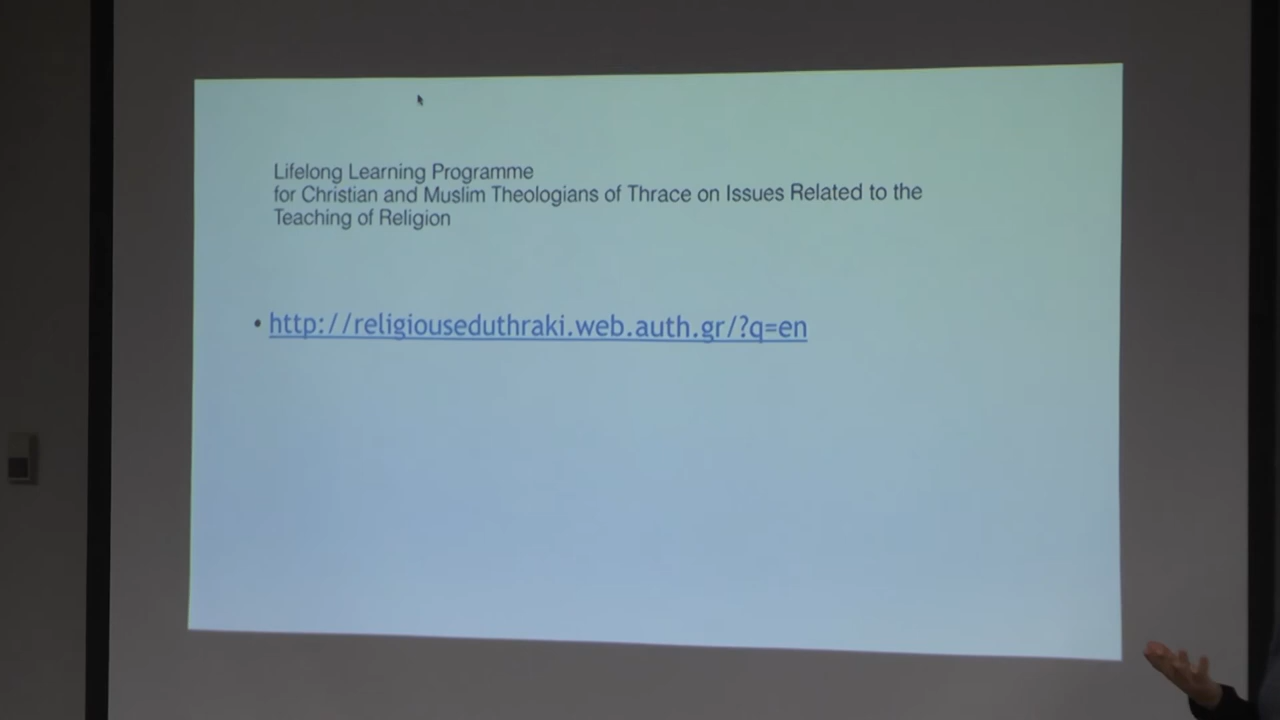 Lifelong Learning Programme
for Christian and Muslim Theologians of Thrace on Issues Related to the
Teaching of Religion
• http://religiouseduthraki.web.auth.gr/?q=en